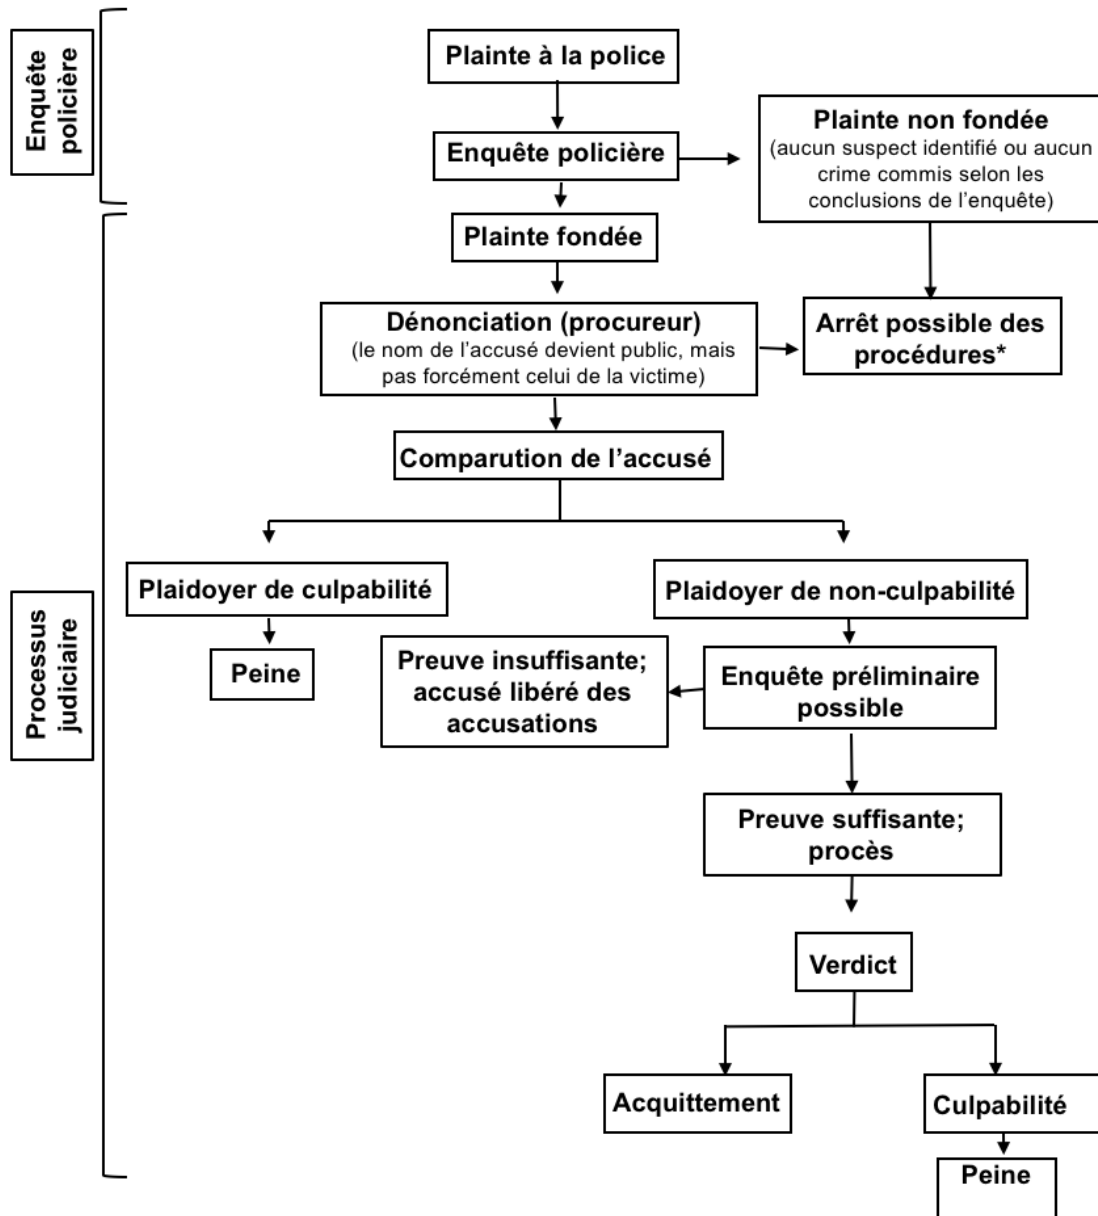 Enquête
policière
Plainte à la police
Enquête policière
Plainte non fondée
(aucun suspect identifié ou aucun
crime commis selon les
conclusions de l'enquête)
Processus
judiciaire
Plainte fondée
Dénonciation (procureur)
(le nom de l'accusé devient public, mais
pas forcément celui de la victime)
Arrêt possible des
procédures*
Comparution de l'accusé
Plaidoyer de culpabilité
Peine
Plaidoyer de non-culpabilité
Enquête préliminaire
possible
Preuve insuffisante;
accusé libéré des
accusations
Preuve suffisante;
procès
Verdict
Acquittement
Culpabilité
Peine